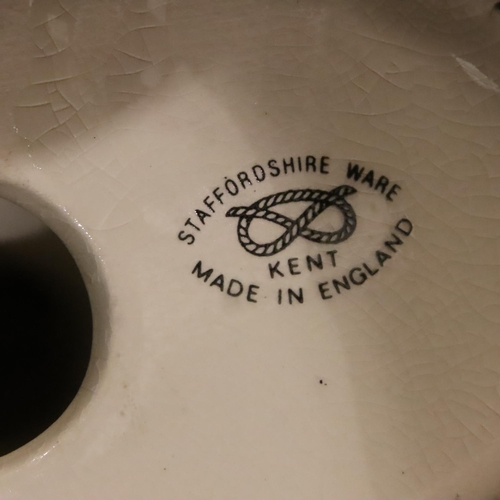 STAFFORDSHIRE WARE
KENT
MADE IN ENGLAND